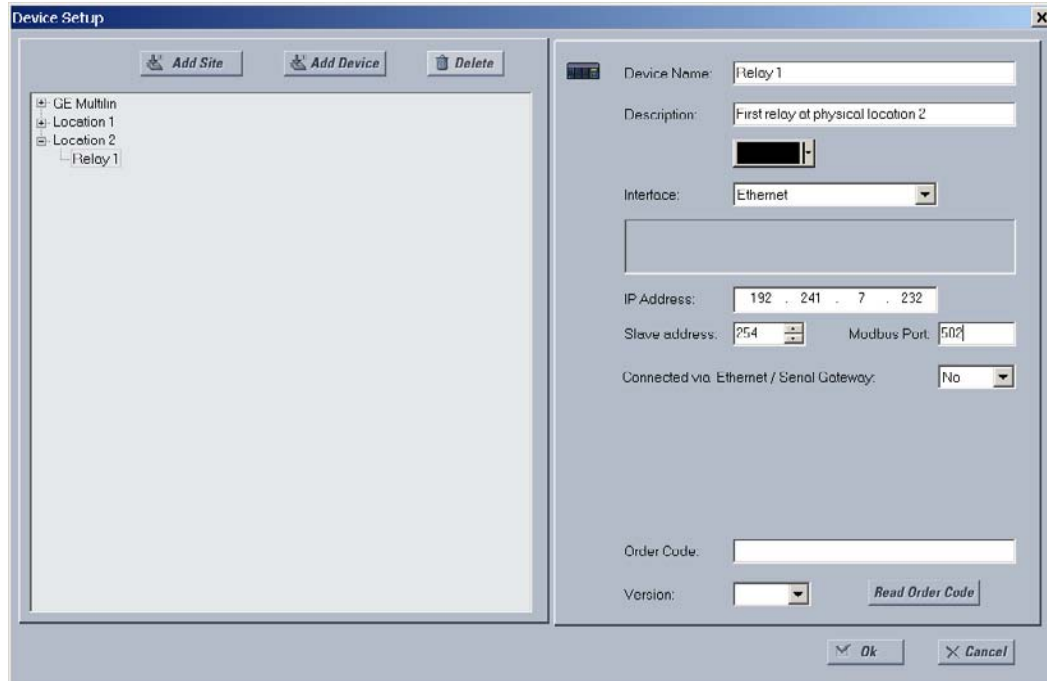 Device Setup
Add Site Add Device Delete
GE Multilin
Location 1
Location 2
Relay 1
Device Name: Relay 1
Description: First relay at physical location 2
Interface: Ethernet
IP Address: 192 . 241 . 7 . 232
Slave address: 254 Modbus Port: 502
Connected via Ethernet / Serial Gateway: No
Order Code:
Version: Read Order Code
Ok Cancel